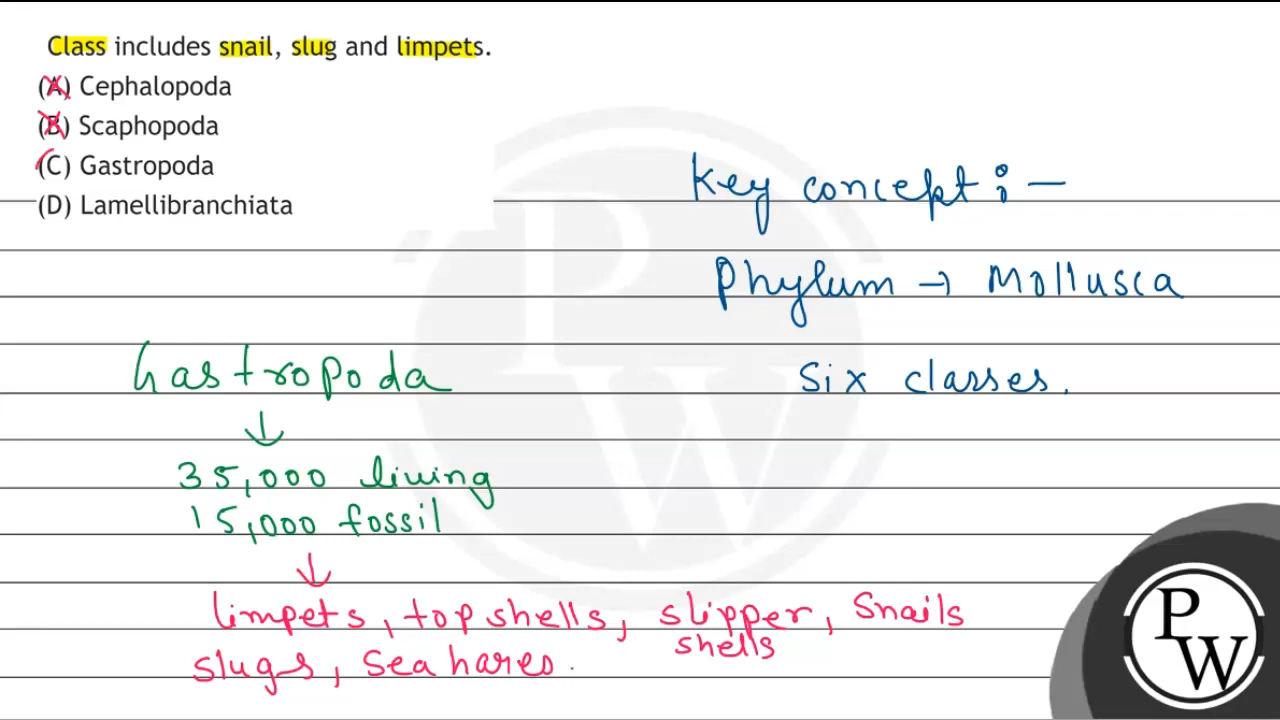 Class includes snail, slug and limpets.
(A) Cephalopoda
(B) Scaphopoda
(C) Gastropoda
(D) Lamellibranchiata
Key concept :-
Phylum → Mollusca
Six classes.
Gastropoda
↓
35,000 living
15,000 fossil
↓
limpets, top shells, slipper shells, Snails
slugs, Sea hares.
P
W
PW